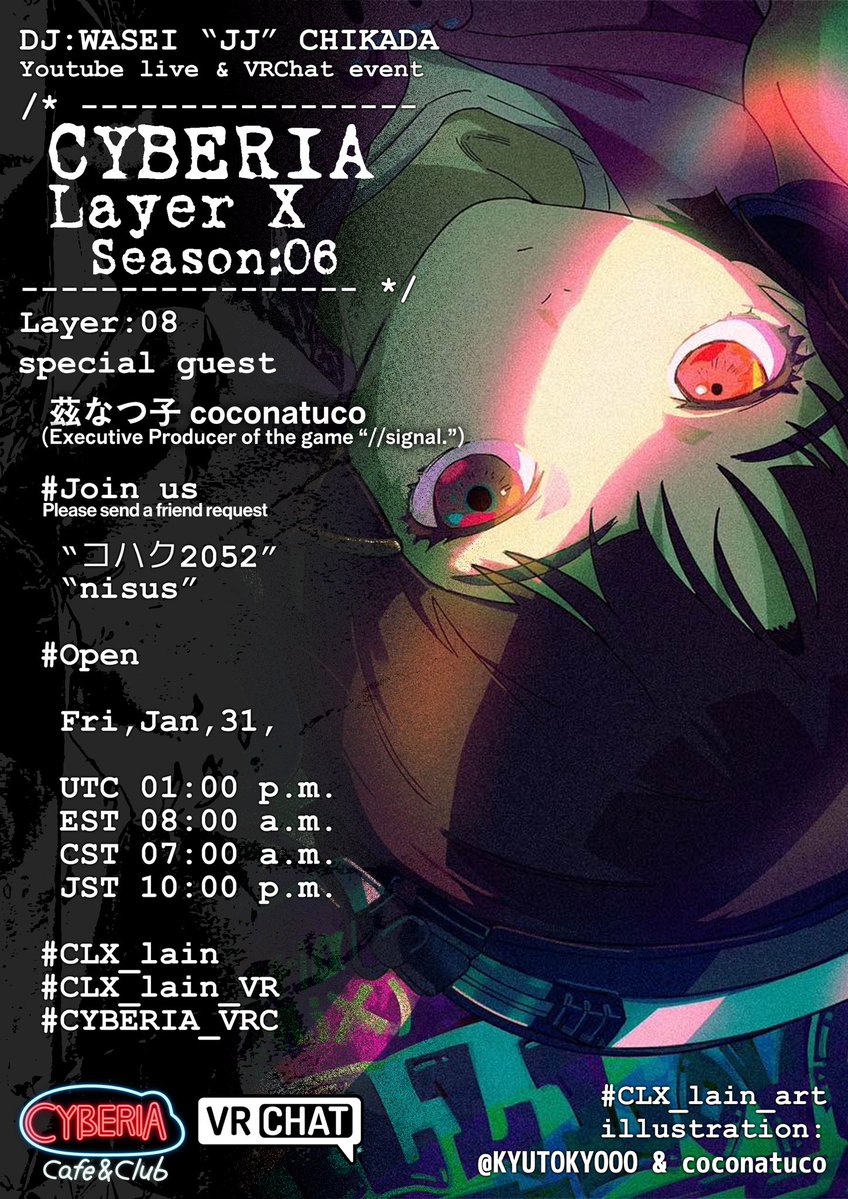 DJ:WASEI “JJ” CHIKADA
Youtube live & VRChat event
/* -----------------
CYBERIA
Layer X
Season:06
----------------- */
Layer:08
special guest
茲なつ子 coconatuco
(Executive Producer of the game “//signal.”)
#Join us
Please send a friend request
“コハク2052”
“nisus”
#Open
Fri,Jan,31,
UTC 01:00 p.m.
EST 08:00 a.m.
CST 07:00 a.m.
JST 10:00 p.m.
#CLX_lain
#CLX_lain_VR
#CYBERIA_VRC
CYBERIA
Cafe&Club
VRCHAT
#CLX_lain_art
illustration:
@KYUTOKYOOO & coconatuco